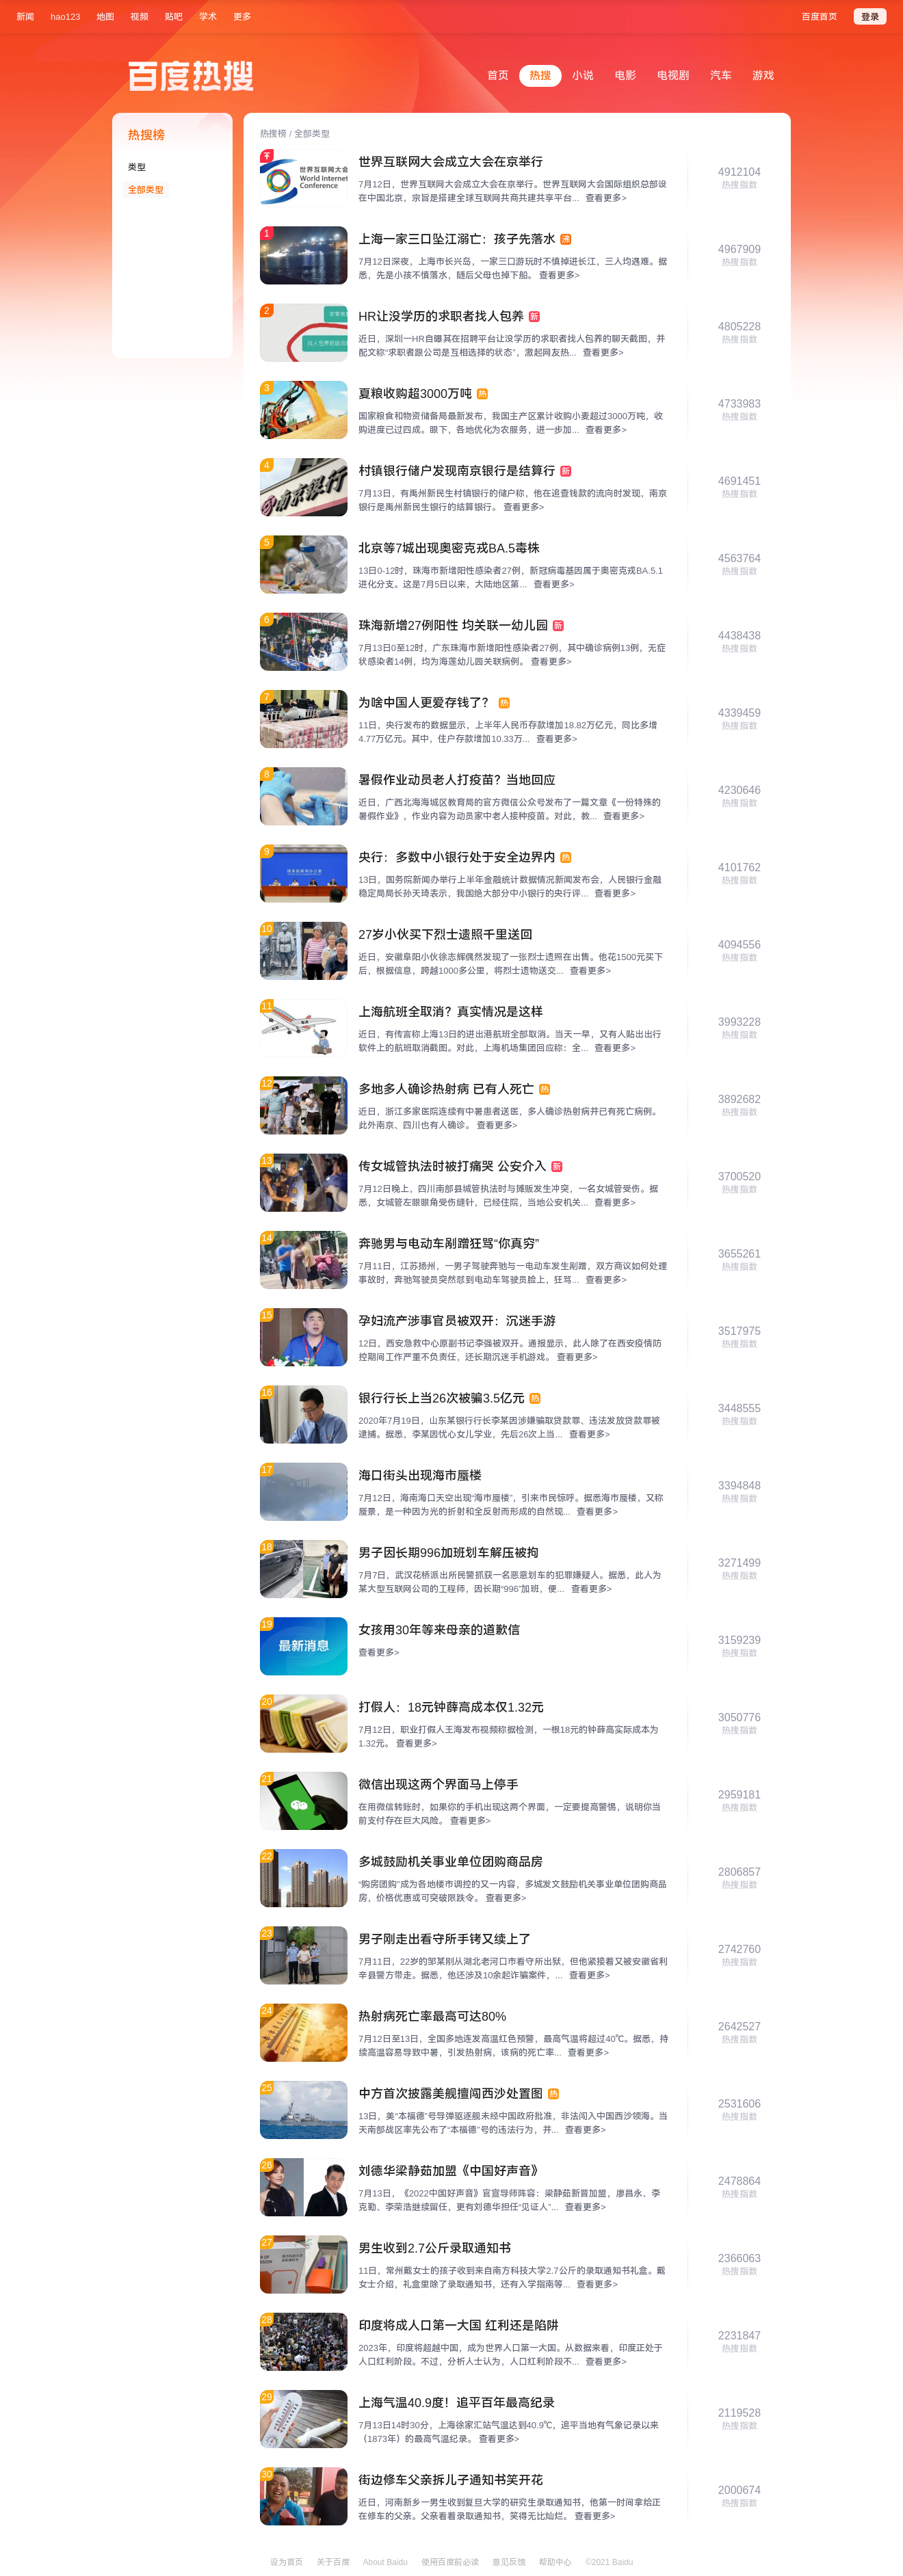 新闻 hao123 地图 视频 贴吧 学术 更多 百度首页 登录
百度热搜
首页 热搜 小说 电影 电视剧 汽车 游戏
热搜榜
类型
全部类型
热搜榜 / 全部类型
世界互联网大会
World Internet
Conference
世界互联网大会成立大会在京举行
7月12日，世界互联网大会成立大会在京举行。世界互联网大会国际组织总部设
在中国北京，宗旨是搭建全球互联网共商共建共享平台... 查看更多>
4912104
热搜指数
1
上海一家三口坠江溺亡：孩子先落水 沸
7月12日深夜，上海市长兴岛，一家三口游玩时不慎掉进长江，三人均遇难。据
悉，先是小孩不慎落水，随后父母也掉下船。 查看更多>
4967909
热搜指数
2
HR让没学历的求职者找人包养 新
近日，深圳一HR自曝其在招聘平台让没学历的求职者找人包养的聊天截图，并
配文称“求职者跟公司是互相选择的状态”，激起网友热... 查看更多>
4805228
热搜指数
3
夏粮收购超3000万吨 热
国家粮食和物资储备局最新发布，我国主产区累计收购小麦超过3000万吨，收
购进度已过四成。眼下，各地优化为农服务，进一步加... 查看更多>
4733983
热搜指数
4
村镇银行储户发现南京银行是结算行 新
7月13日，有禹州新民生村镇银行的储户称，他在追查钱款的流向时发现，南京
银行是禹州新民生银行的结算银行。 查看更多>
4691451
热搜指数
5
北京等7城出现奥密克戎BA.5毒株
13日0-12时，珠海市新增阳性感染者27例，新冠病毒基因属于奥密克戎BA.5.1
进化分支。这是7月5日以来，大陆地区第... 查看更多>
4563764
热搜指数
6
珠海新增27例阳性 均关联一幼儿园 新
7月13日0至12时，广东珠海市新增阳性感染者27例，其中确诊病例13例，无症
状感染者14例，均为海莲幼儿园关联病例。 查看更多>
4438438
热搜指数
7
为啥中国人更爱存钱了？ 热
11日，央行发布的数据显示，上半年人民币存款增加18.82万亿元，同比多增
4.77万亿元。其中，住户存款增加10.33万... 查看更多>
4339459
热搜指数
8
暑假作业动员老人打疫苗？当地回应
近日，广西北海海城区教育局的官方微信公众号发布了一篇文章《一份特殊的
暑假作业》，作业内容为动员家中老人接种疫苗。对此，教... 查看更多>
4230646
热搜指数
9
央行：多数中小银行处于安全边界内 热
13日，国务院新闻办举行上半年金融统计数据情况新闻发布会，人民银行金融
稳定局局长孙天琦表示，我国绝大部分中小银行的央行评... 查看更多>
4101762
热搜指数
10
27岁小伙买下烈士遗照千里送回
近日，安徽阜阳小伙徐志辉偶然发现了一张烈士遗照在出售。他花1500元买下
后，根据信息，跨越1000多公里，将烈士遗物送交... 查看更多>
4094556
热搜指数
11
上海航班全取消？真实情况是这样
近日，有传言称上海13日的进出港航班全部取消。当天一早，又有人贴出出行
软件上的航班取消截图。对此，上海机场集团回应称：全... 查看更多>
3993228
热搜指数
12
多地多人确诊热射病 已有人死亡 热
近日，浙江多家医院连续有中暑患者送医，多人确诊热射病并已有死亡病例。
此外南京、四川也有人确诊。 查看更多>
3892682
热搜指数
13
传女城管执法时被打痛哭 公安介入 新
7月12日晚上，四川南部县城管执法时与摊贩发生冲突，一名女城管受伤。据
悉，女城管左眼眼角受伤缝针，已经住院，当地公安机关... 查看更多>
3700520
热搜指数
14
奔驰男与电动车剐蹭狂骂“你真穷”
7月11日，江苏扬州，一男子驾驶奔驰与一电动车发生剐蹭，双方商议如何处理
事故时，奔驰驾驶员突然怼到电动车驾驶员脸上，狂骂... 查看更多>
3655261
热搜指数
15
孕妇流产涉事官员被双开：沉迷手游
12日，西安急救中心原副书记李强被双开。通报显示，此人除了在西安疫情防
控期间工作严重不负责任，还长期沉迷手机游戏。 查看更多>
3517975
热搜指数
16
银行行长上当26次被骗3.5亿元 热
2020年7月19日，山东某银行行长李某因涉嫌骗取贷款罪、违法发放贷款罪被
逮捕。据悉，李某因忧心女儿学业，先后26次上当... 查看更多>
3448555
热搜指数
17
海口街头出现海市蜃楼
7月12日，海南海口天空出现“海市蜃楼”，引来市民惊呼。据悉海市蜃楼，又称
蜃景，是一种因为光的折射和全反射而形成的自然现... 查看更多>
3394848
热搜指数
18
男子因长期996加班划车解压被拘
7月7日，武汉花桥派出所民警抓获一名恶意划车的犯罪嫌疑人。据悉，此人为
某大型互联网公司的工程师，因长期“996”加班，便... 查看更多>
3271499
热搜指数
19
最新消息
女孩用30年等来母亲的道歉信
查看更多>
3159239
热搜指数
20
打假人：18元钟薛高成本仅1.32元
7月12日，职业打假人王海发布视频称据检测，一根18元的钟薛高实际成本为
1.32元。 查看更多>
3050776
热搜指数
21
微信出现这两个界面马上停手
在用微信转账时，如果你的手机出现这两个界面，一定要提高警惕，说明你当
前支付存在巨大风险。 查看更多>
2959181
热搜指数
22
多城鼓励机关事业单位团购商品房
“购房团购”成为各地楼市调控的又一内容，多城发文鼓励机关事业单位团购商品
房，价格优惠或可突破限跌令。 查看更多>
2806857
热搜指数
23
男子刚走出看守所手铐又续上了
7月11日，22岁的邹某刚从湖北老河口市看守所出狱，但他紧接着又被安徽省利
辛县警方带走。据悉，他还涉及10余起诈骗案件，... 查看更多>
2742760
热搜指数
24
热射病死亡率最高可达80%
7月12日至13日，全国多地连发高温红色预警，最高气温将超过40℃。据悉，持
续高温容易导致中暑，引发热射病，该病的死亡率... 查看更多>
2642527
热搜指数
25
中方首次披露美舰擅闯西沙处置图 热
13日，美“本福德”号导弹驱逐舰未经中国政府批准，非法闯入中国西沙领海。当
天南部战区率先公布了“本福德”号的违法行为，并... 查看更多>
2531606
热搜指数
26
刘德华梁静茹加盟《中国好声音》
7月13日，《2022中国好声音》官宣导师阵容：梁静茹新晋加盟，廖昌永、李
克勤、李荣浩继续留任，更有刘德华担任“见证人”... 查看更多>
2478864
热搜指数
27
男生收到2.7公斤录取通知书
11日，常州戴女士的孩子收到来自南方科技大学2.7公斤的录取通知书礼盒。戴
女士介绍，礼盒里除了录取通知书，还有入学指南等... 查看更多>
2366063
热搜指数
28
印度将成人口第一大国 红利还是陷阱
2023年，印度将超越中国，成为世界人口第一大国。从数据来看，印度正处于
人口红利阶段。不过，分析人士认为，人口红利阶段不... 查看更多>
2231847
热搜指数
29
上海气温40.9度！追平百年最高纪录
7月13日14时30分，上海徐家汇站气温达到40.9℃，追平当地有气象记录以来
（1873年）的最高气温纪录。 查看更多>
2119528
热搜指数
30
街边修车父亲拆儿子通知书笑开花
近日，河南新乡一男生收到复旦大学的研究生录取通知书，他第一时间拿给正
在修车的父亲。父亲看着录取通知书，笑得无比灿烂。 查看更多>
2000674
热搜指数
设为首页 关于百度 About Baidu 使用百度前必读 意见反馈 帮助中心 ©2021 Baidu